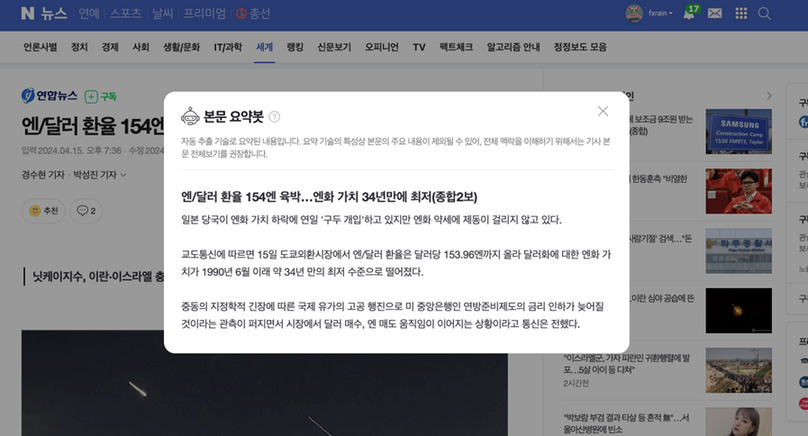 N 뉴스 연예 스포츠 날씨 프리미엄 총선
fxrain
17
언론사별 정치 경제 사회 생활/문화 IT/과학 세계 랭킹 신문보기 오피니언 TV 팩트체크 알고리즘 안내 정정보도 모음
연합뉴스 구독
엔/달러 환율 154엔
입력 2024.04.15. 오후 7:36 · 수정 2024
경수현 기자 · 박성진 기자
추천 2
닛케이지수, 이란·이스라엘 충
본문 요약봇 ?
자동 추출 기술로 요약된 내용입니다. 요약 기술의 특성상 본문의 주요 내용이 제외될 수 있어, 전체 맥락을 이해하기 위해서는 기사 본
문 전체보기를 권장합니다.
엔/달러 환율 154엔 육박…엔화 가치 34년만에 최저(종합2보)
일본 당국이 엔화 가치 하락에 연일 '구두 개입'하고 있지만 엔화 약세에 제동이 걸리지 않고 있다.
교도통신에 따르면 15일 도쿄외환시장에서 엔/달러 환율은 달러당 153.96엔까지 올라 달러화에 대한 엔화 가
치가 1990년 6월 이래 약 34년 만의 최저 수준으로 떨어졌다.
중동의 지정학적 긴장에 따른 국제 유가의 고공 행진으로 미 중앙은행인 연방준비제도의 금리 인하가 늦어질
것이라는 관측이 퍼지면서 시장에서 달러 매수, 엔 매도 움직임이 이어지는 상황이라고 통신은 전했다.
보조금 9조원 받는
(종합)
SAMSUNG
Construction Camp
1530 FM973, Taylor
한동훈측 "비열한
사람기절' 검색…"돈
파주경찰서
…이란 심야 공습에 뜬
"이스라엘군, 가자 피란민 귀환행렬에 발
포…5살 아이 등 다쳐"
2시간전
"박보람 부검 결과 타살 등 흔적 無"…서
울아산병원에 빈소